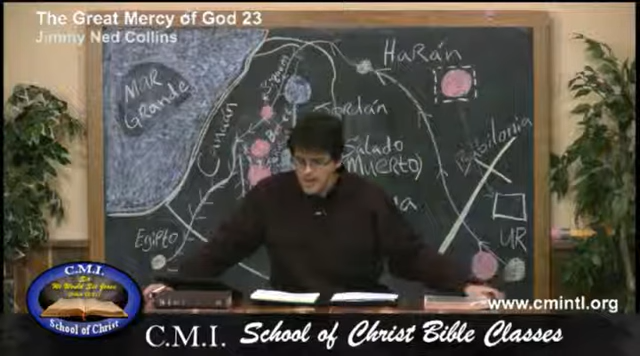 The Great Mercy of God 23
Jimmy Ned Collins
HaRán
Mar
Grande
Canaán
Jordán
Babilonia
Salado
(Muerto)
Egipto
UR
www.cmintl.org
C.M.I.
Sir
We Would See Jesus
School of Christ
C.M.I. School of Christ Bible Classes